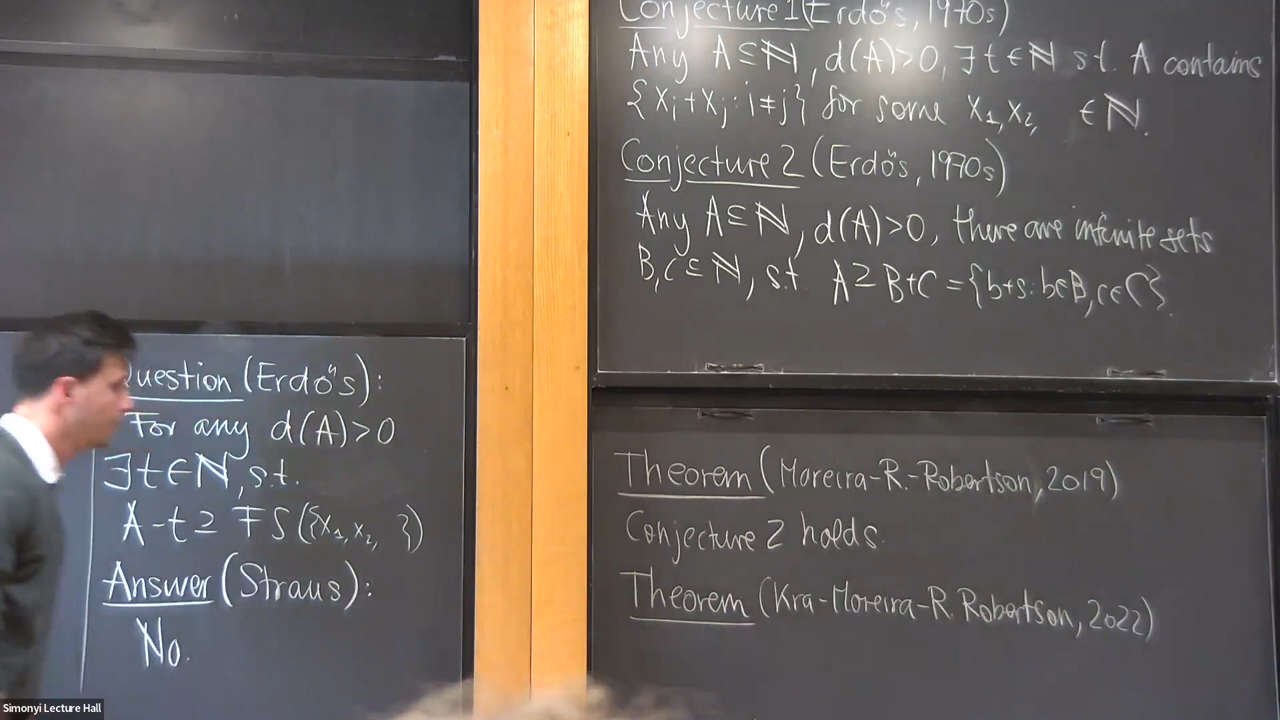 Conjecture 1 (Erdős, 1970s)
Any A ⊆ ℕ, d(A)>0, ∃ t ∈ ℕ s.t. A contains
{x_i + x_j : i ≠ j} for some x_1, x_2, ∈ ℕ.
Conjecture 2 (Erdős, 1970s)
Any A ⊆ ℕ, d(A)>0, there are infinite sets
B, C ⊆ ℕ, s.t. A ⊇ B+C = {b+s : b∈B, c∈C}.
Question (Erdős):
For any d(A)>0
∃ t ∈ ℕ, s.t.
A-t ⊇ FS({x_1, x_2, })
Answer (Straus):
No.
Theorem (Moreira-R.-Robertson, 2019)
Conjecture 2 holds.
Theorem (Kra-Moreira-R. Robertson, 2022)
Simonyi Lecture Hall